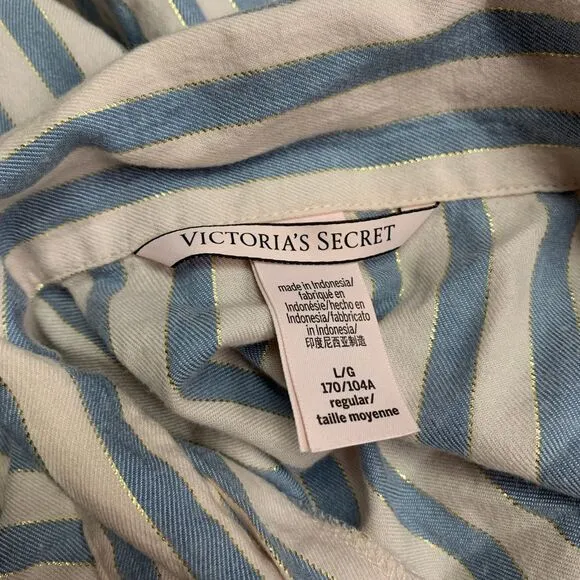 VICTORIA'S SECRET
made in Indonesia/
fabriqué en
Indonésie/hecho en
Indonesia/fabbricato
in Indonesia/
印度尼西亚制造
L/G
170/104A
regular/
taille moyenne